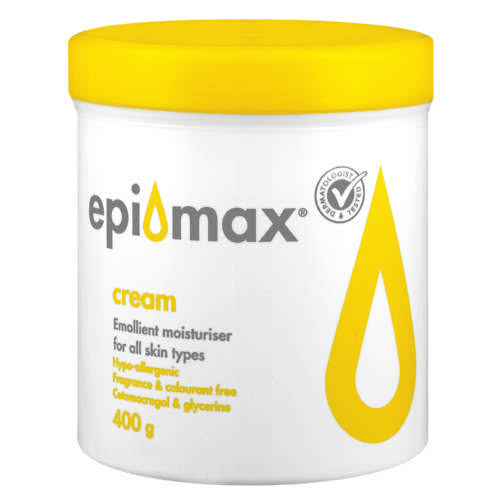 DERMATOLOGIST TESTED
epimax®
cream
Emollient moisturiser
for all skin types
Hypo-allergenic
Fragrance & colourant free
Cetomacrogol & glycerine
400 g